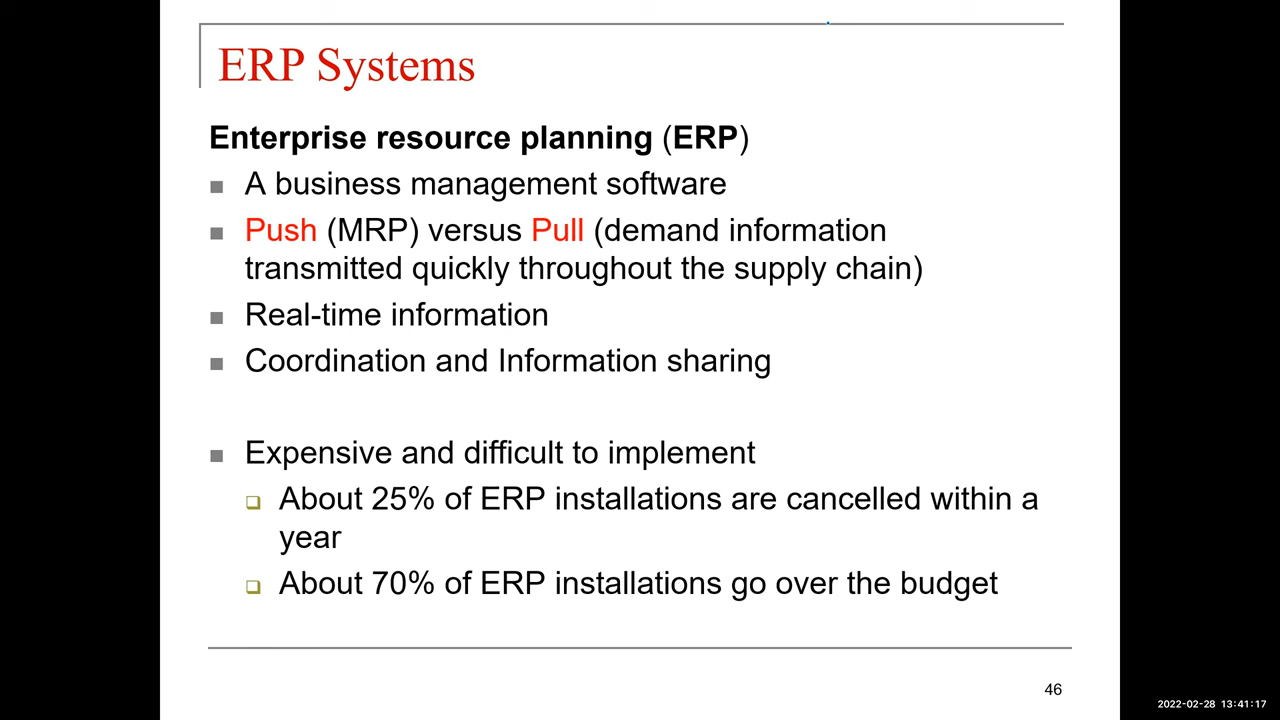 ERP Systems
Enterprise resource planning (ERP)
A business management software
Push (MRP) versus Pull (demand information
transmitted quickly throughout the supply chain)
Real-time information
Coordination and Information sharing
Expensive and difficult to implement
About 25% of ERP installations are cancelled within a
year
About 70% of ERP installations go over the budget
46
2022-02-28 13:41:17